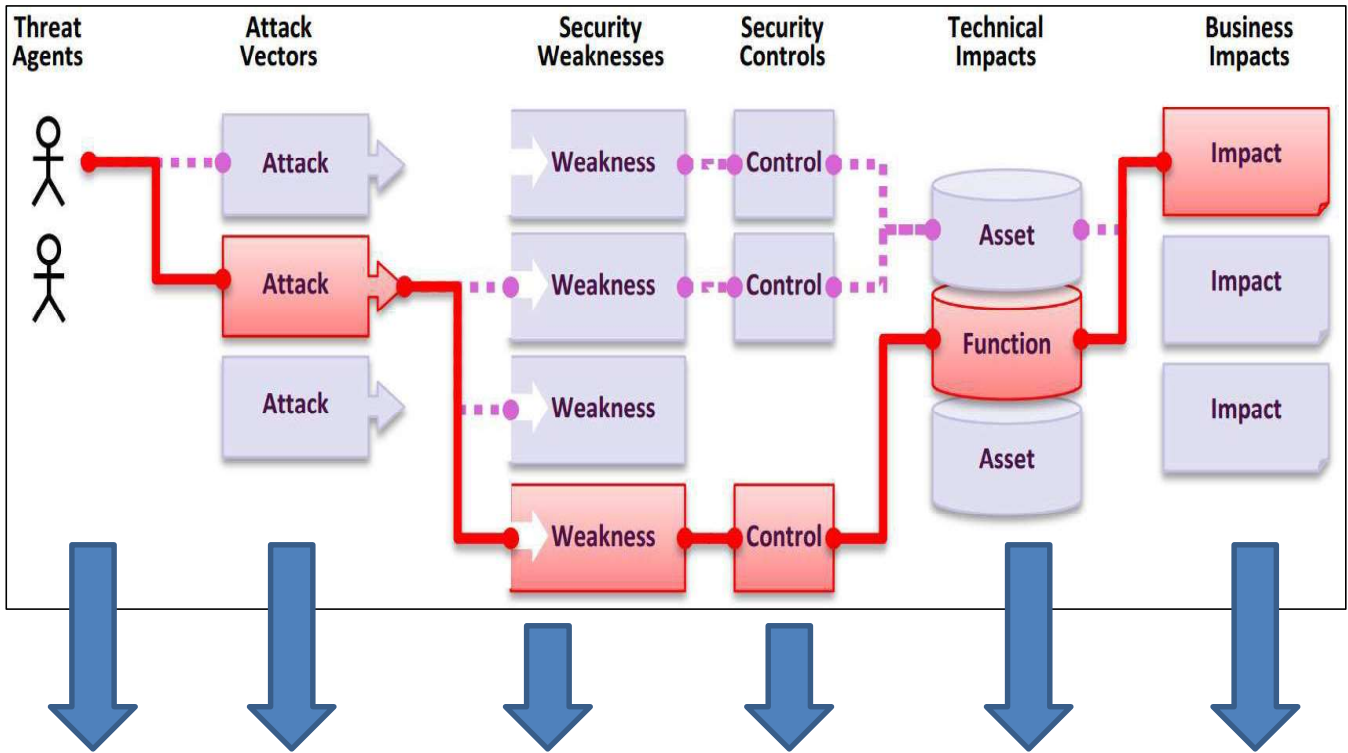 Threat
Agents
Attack
Vectors
Security
Weaknesses
Security
Controls
Technical
Impacts
Business
Impacts
Attack
Weakness
Control
Impact
Asset
Attack
Weakness
Control
Impact
Function
Attack
Weakness
Impact
Asset
Weakness
Control